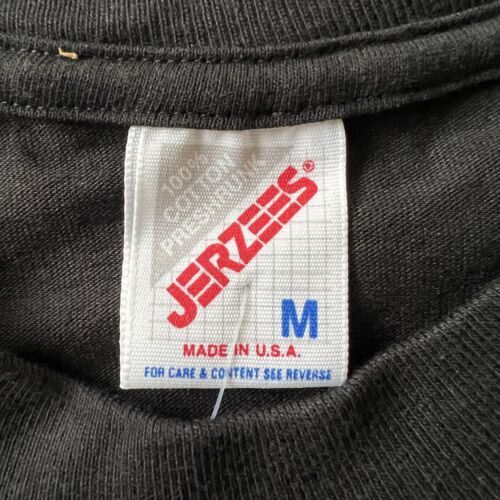 100%
COTTON
PRESHRUNK
JERZEES®
M
MADE IN U.S.A.
FOR CARE & CONTENT SEE REVERSE